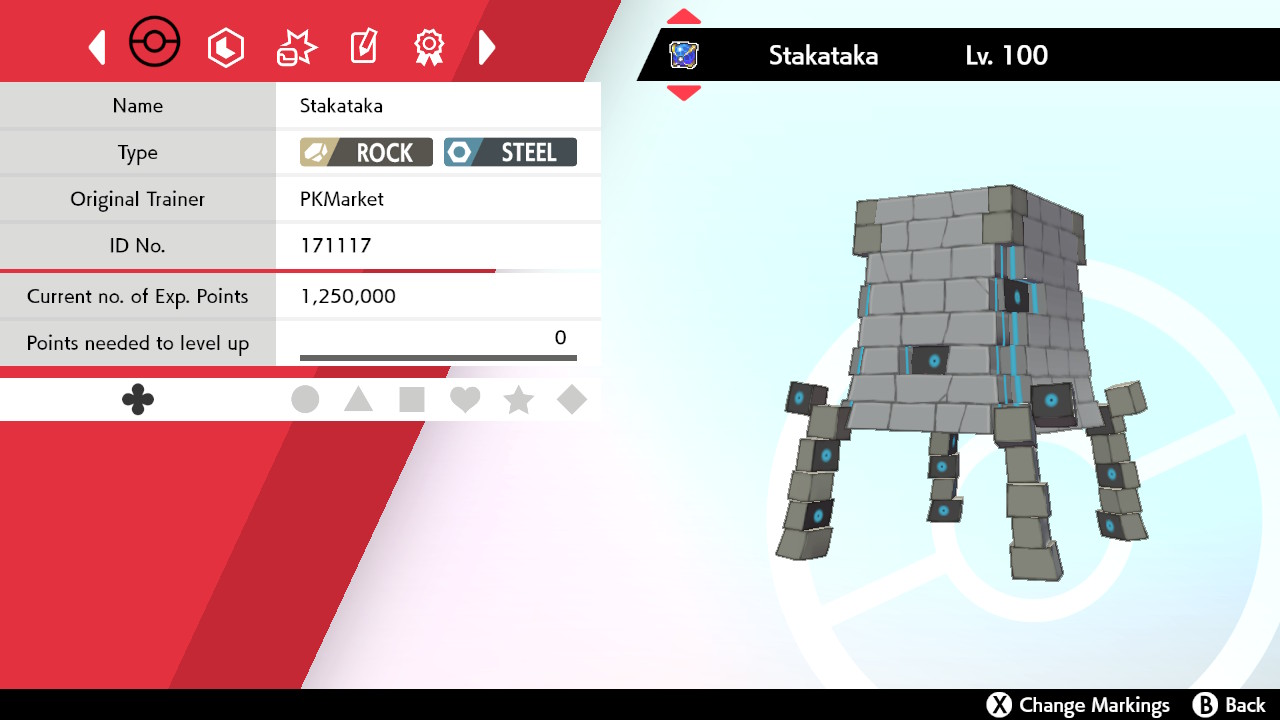 Stakataka Lv. 100
Name Stakataka
Type ROCK STEEL
Original Trainer PKMarket
ID No. 171117
Current no. of Exp. Points 1,250,000
Points needed to level up 0
X Change Markings B Back